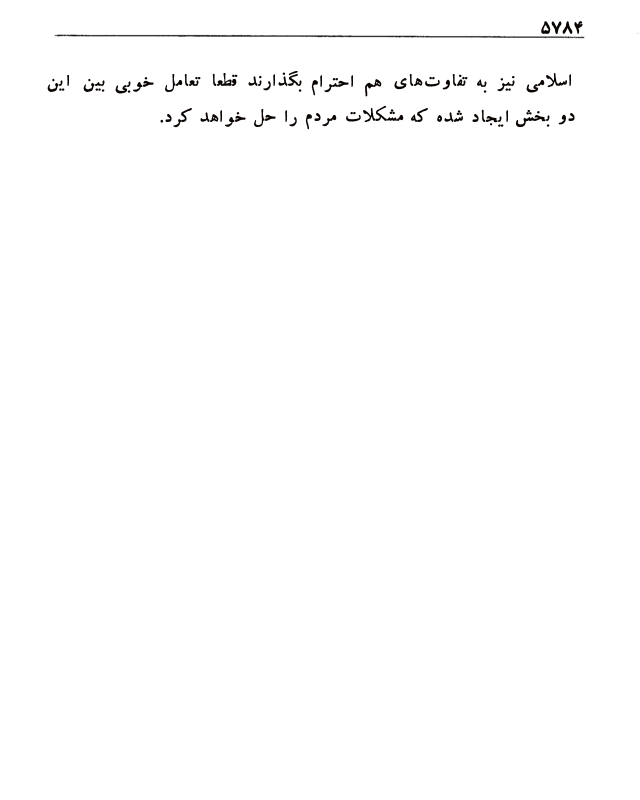 ۵۷۸۴
اسلامی نیز به تفاوت‌های هم احترام بگذارند قطعا تعامل خوبی بین این
دو بخش ایجاد شده که مشکلات مردم را حل خواهد کرد.